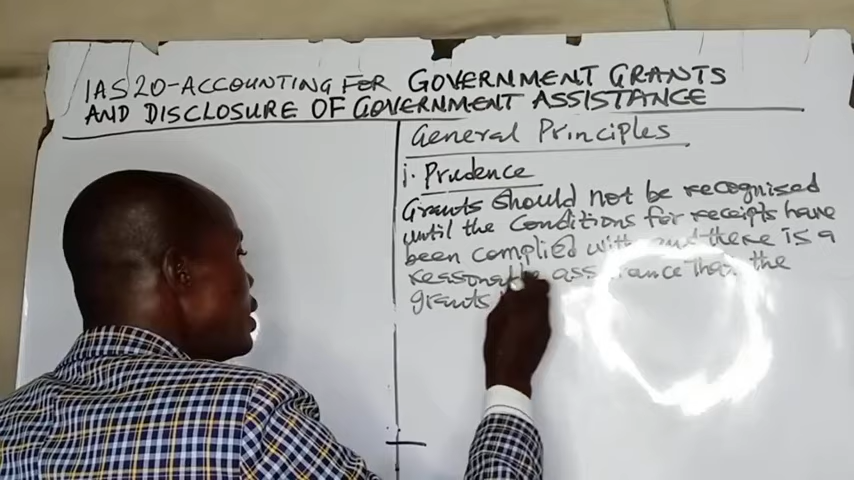 IAS 20-ACCOUNTING FOR GOVERNMENT GRANTS
AND DISCLOSURE OF GOVERNMENT ASSISTANCE
General Principles
i. Prudence
Grants should not be recognised
until the Conditions for receipts have
been complied with and there is a
reasonable assurance that the
grants